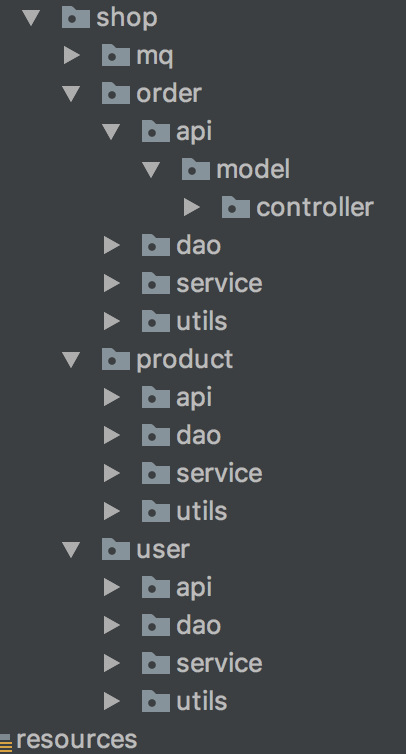 shop
mq
order
api
model
controller
dao
service
utils
product
api
dao
service
utils
user
api
dao
service
utils
resources